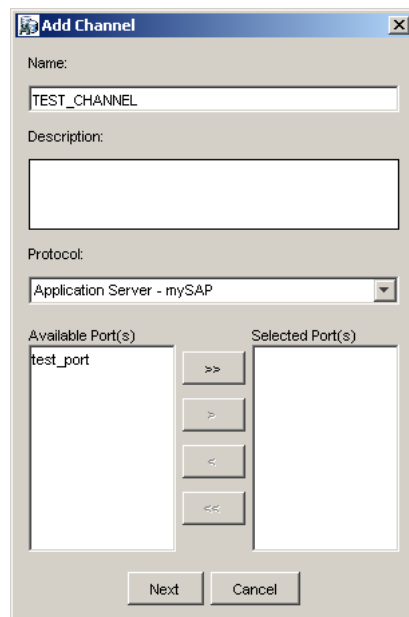 Add Channel
Name:
TEST_CHANNEL
Description:
Protocol:
Application Server - mySAP
Available Port(s) Selected Port(s)
test_port
>>
>
<
<<
Next Cancel